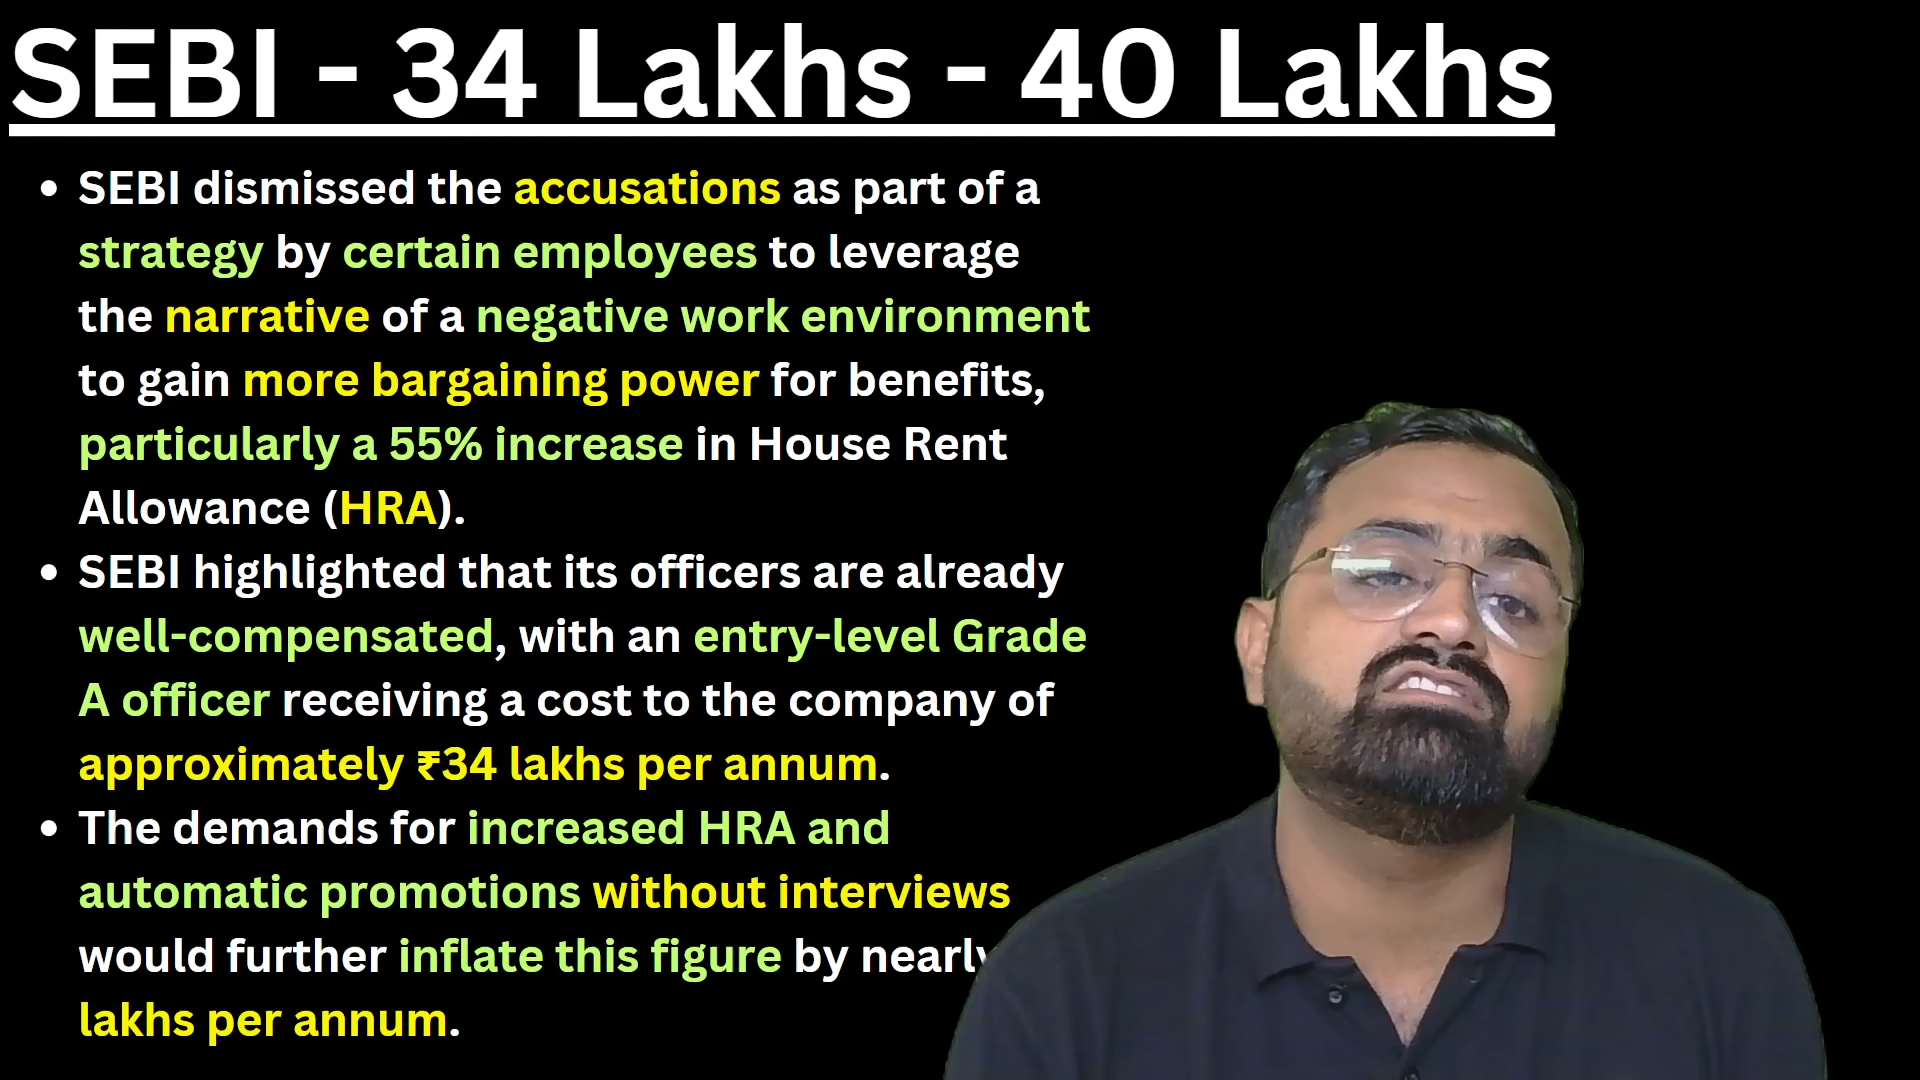 SEBI - 34 Lakhs - 40 Lakhs
• SEBI dismissed the accusations as part of a
strategy by certain employees to leverage
the narrative of a negative work environment
to gain more bargaining power for benefits,
particularly a 55% increase in House Rent
Allowance (HRA).
• SEBI highlighted that its officers are already
well-compensated, with an entry-level Grade
A officer receiving a cost to the company of
approximately ₹34 lakhs per annum.
• The demands for increased HRA and
automatic promotions without interviews
would further inflate this figure by nearly
lakhs per annum.